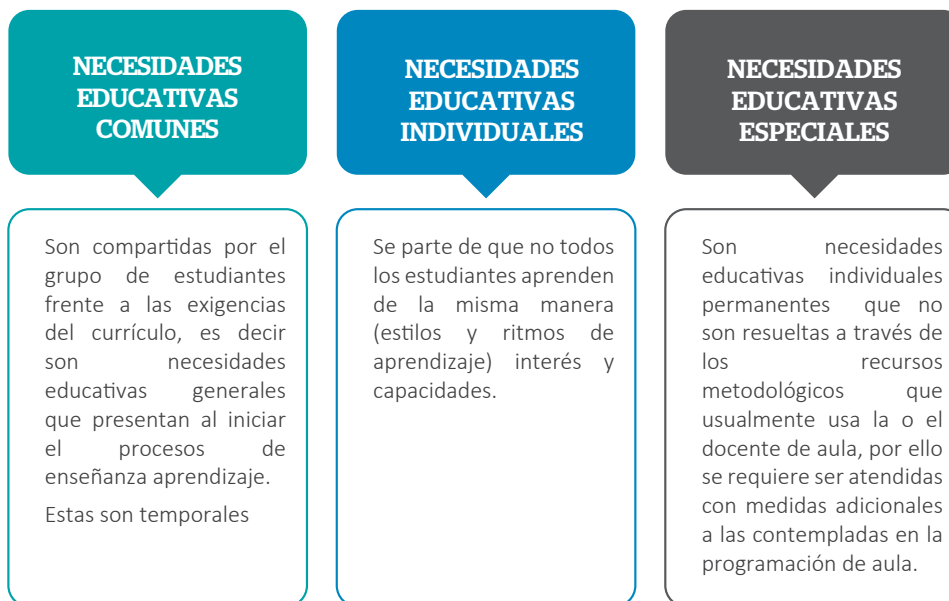 NECESIDADES
EDUCATIVAS
COMUNES
Son compartidas por el
grupo de estudiantes
frente a las exigencias
del currículo, es decir
son necesidades
educativas generales
que presentan al iniciar
el procesos de
enseñanza aprendizaje.
Estas son temporales
NECESIDADES
EDUCATIVAS
INDIVIDUALES
Se parte de que no todos
los estudiantes aprenden
de la misma manera
(estilos y ritmos de
aprendizaje) interés y
capacidades.
NECESIDADES
EDUCATIVAS
ESPECIALES
Son necesidades
educativas individuales
permanentes que no
son resueltas a través de
los recursos
metodológicos que
usualmente usa la o el
docente de aula, por ello
se requiere ser atendidas
con medidas adicionales
a las contempladas en la
programación de aula.